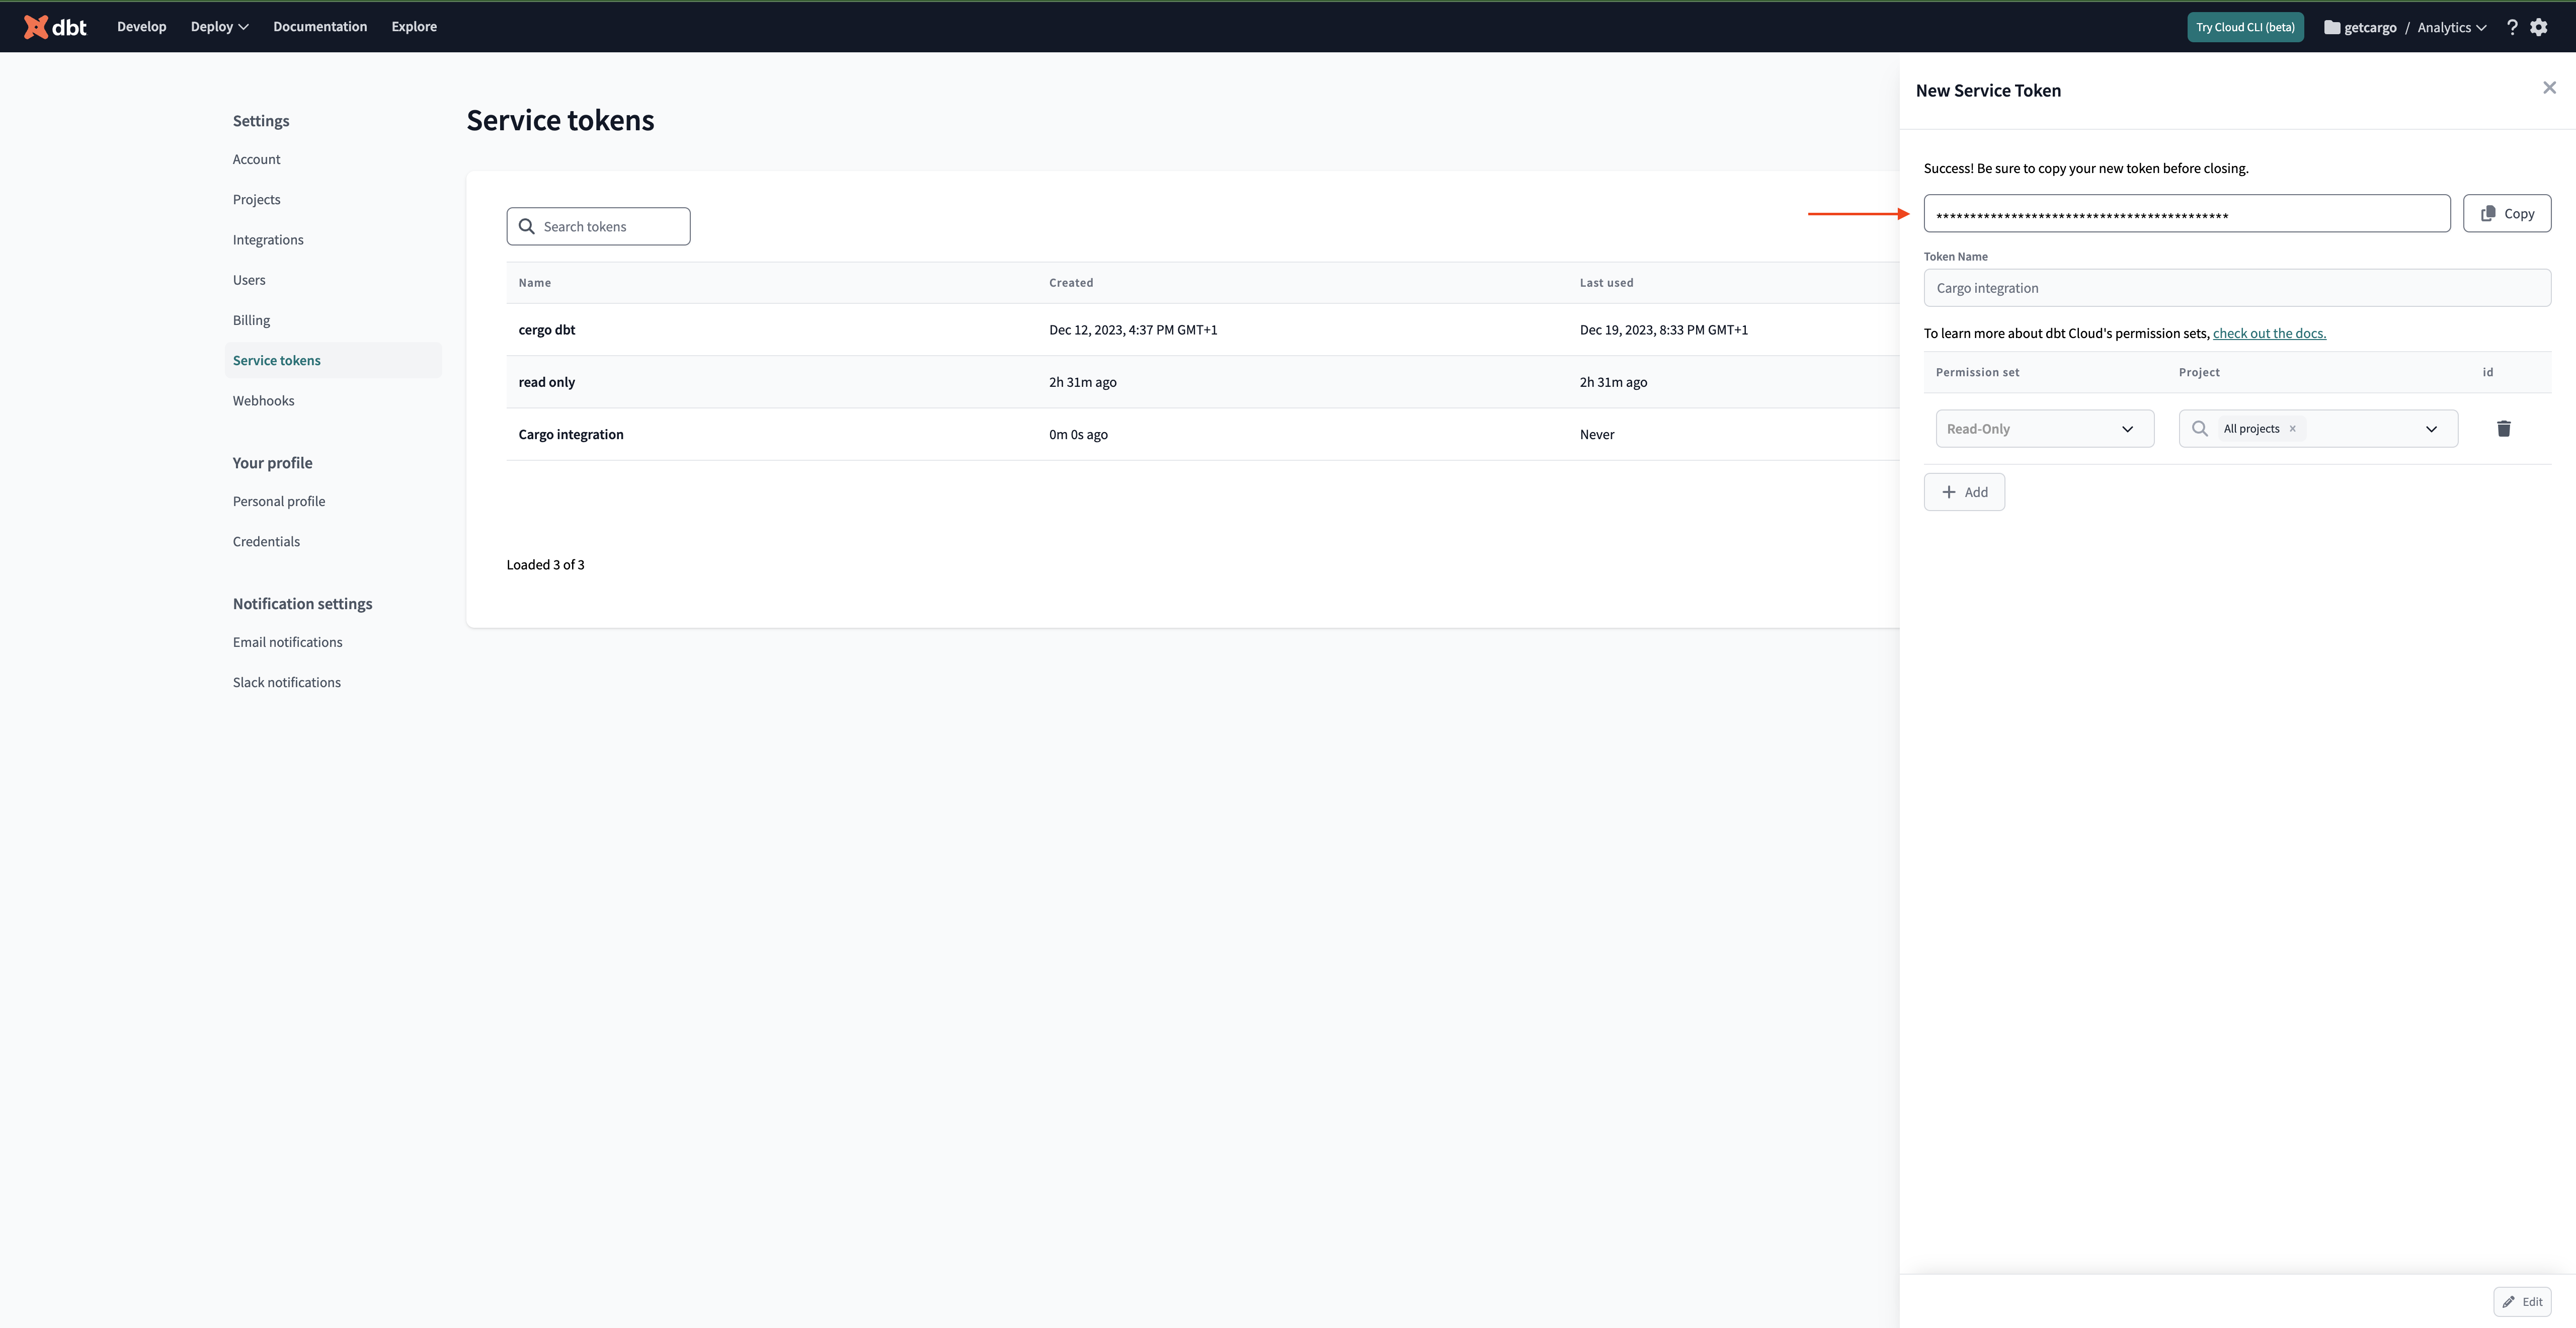 dbt
Develop
Deploy
Documentation
Explore
Try Cloud CLI (beta)
getcargo / Analytics
?
Settings
Account
Projects
Integrations
Users
Billing
Service tokens
Webhooks
Your profile
Personal profile
Credentials
Notification settings
Email notifications
Slack notifications
Service tokens
Search tokens
Name Created Last used
cergo dbt Dec 12, 2023, 4:37 PM GMT+1 Dec 19, 2023, 8:33 PM GMT+1
read only 2h 31m ago 2h 31m ago
Cargo integration 0m 0s ago Never
Loaded 3 of 3
New Service Token
Success! Be sure to copy your new token before closing.
*******************************************
Copy
Token Name
Cargo integration
To learn more about dbt Cloud's permission sets, check out the docs.
Permission set Project id
Read-Only All projects
Add
Edit